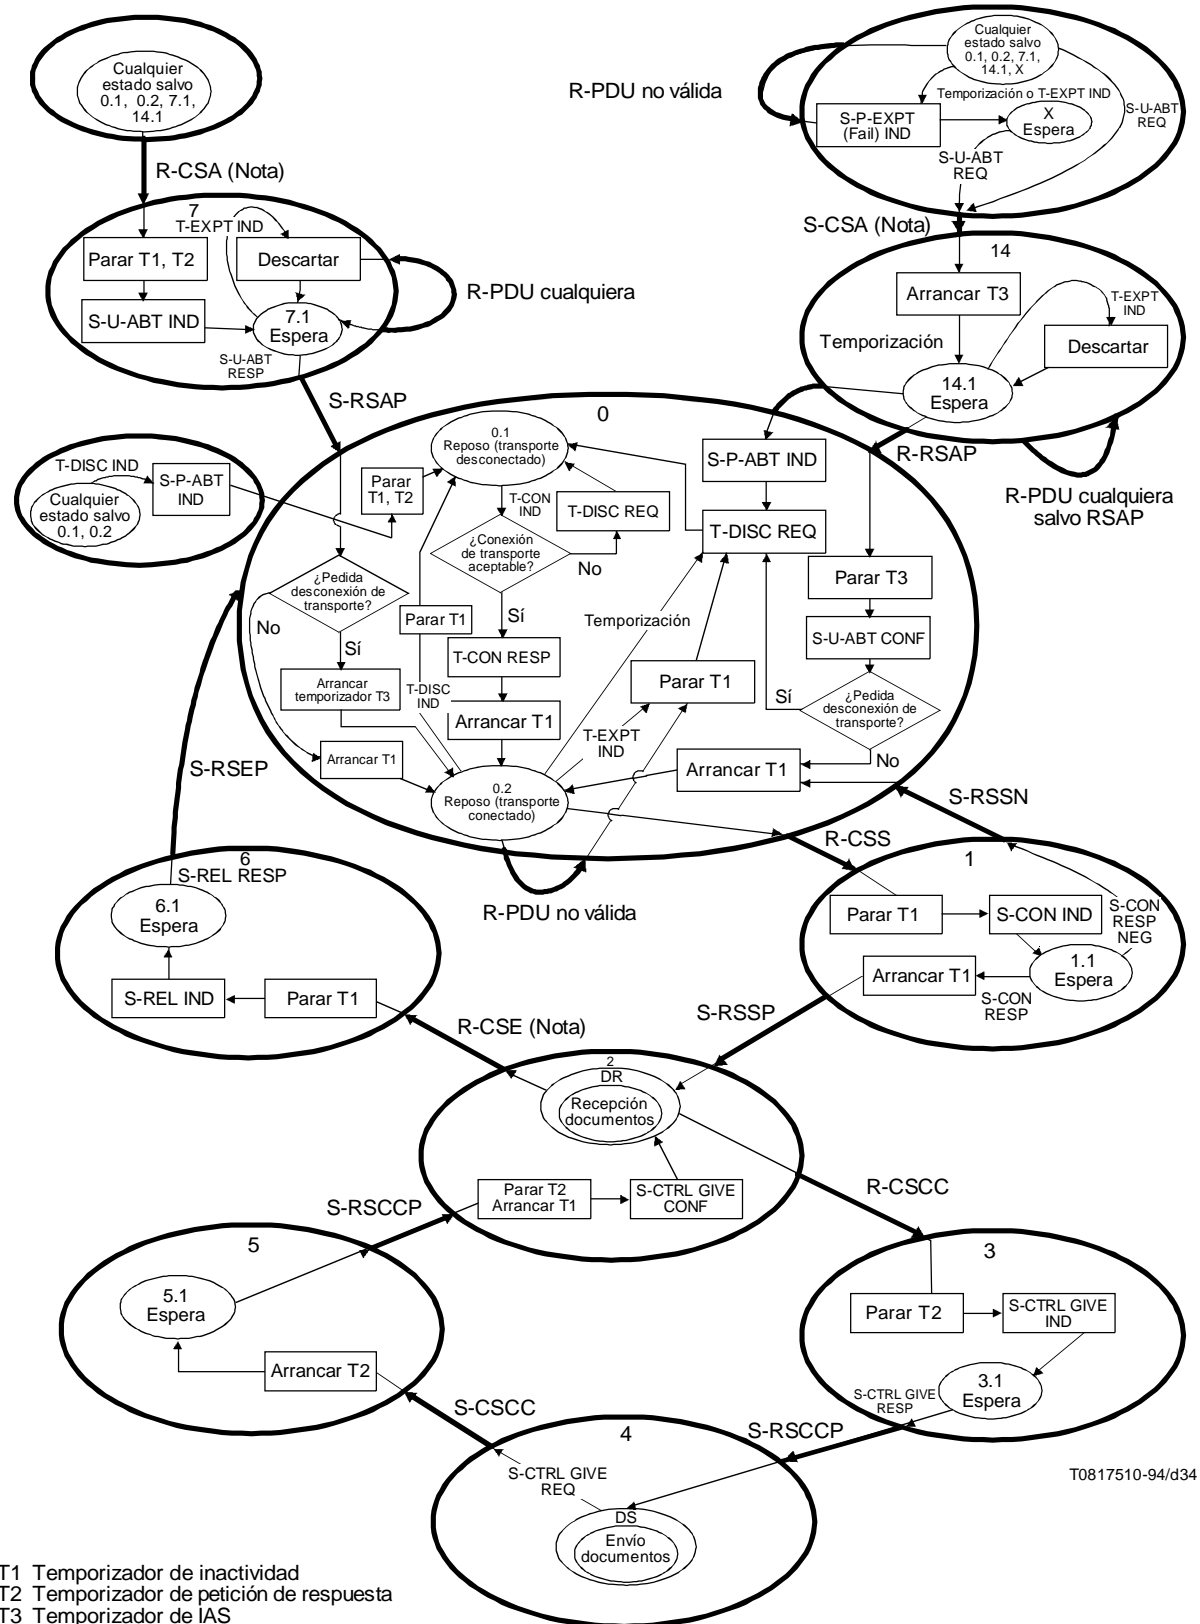 Cualquier
estado salvo
0.1, 0.2, 7.1,
14.1
R-CSA (Nota)
Cualquier
estado salvo
0.1, 0.2, 7.1,
14.1, X
R-PDU no válida
Temporización o T-EXPT IND
S-P-EXPT
(Fail) IND
X
Espera
S-U-ABT
REQ
S-U-ABT
REQ
S-CSA (Nota)
7
T-EXPT IND
Parar T1, T2
Descartar
S-U-ABT IND
7.1
Espera
R-PDU cualquiera
S-U-ABT
RESP
S-RSAP
14
Arrancar T3
T-EXPT
IND
Temporización
Descartar
14.1
Espera
R-RSAP
R-PDU cualquiera
salvo RSAP
T-DISC IND
S-P-ABT
IND
Cualquier
estado salvo
0.1, 0.2
0
0.1
Reposo (transporte
desconectado)
Parar
T1, T2
T-CON
IND
T-DISC REQ
S-P-ABT IND
T-DISC REQ
¿Conexión
de transporte
aceptable?
No
Sí
¿Pedida
desconexión de
transporte?
No
Sí
Parar T1
Temporización
Parar T3
S-U-ABT CONF
T-CON RESP
Arrancar
temporizador T3
T-DISC
IND
Arrancar T1
Parar T1
T-EXPT
IND
Sí
¿Pedida
desconexión de
transporte?
No
Arrancar T1
Arrancar T1
0.2
Reposo (transporte
conectado)
S-RSEP
S-RSSN
R-CSS
R-PDU no válida
6
S-REL RESP
6.1
Espera
S-REL IND
Parar T1
R-CSE (Nota)
1
Parar T1
S-CON IND
S-CON
RESP
NEG
Arrancar T1
1.1
Espera
S-CON
RESP
S-RSSP
2
DR
Recepción
documentos
Parar T2
Arrancar T1
S-CTRL GIVE
CONF
S-RSCCP
R-CSCC
5
5.1
Espera
Arrancar T2
S-CSCC
3
Parar T2
S-CTRL GIVE
IND
3.1
Espera
S-CTRL GIVE
RESP
S-RSCCP
4
S-CTRL GIVE
REQ
DS
Envío
documentos
T0817510-94/d34
T1 Temporizador de inactividad
T2 Temporizador de petición de respuesta
T3 Temporizador de IAS